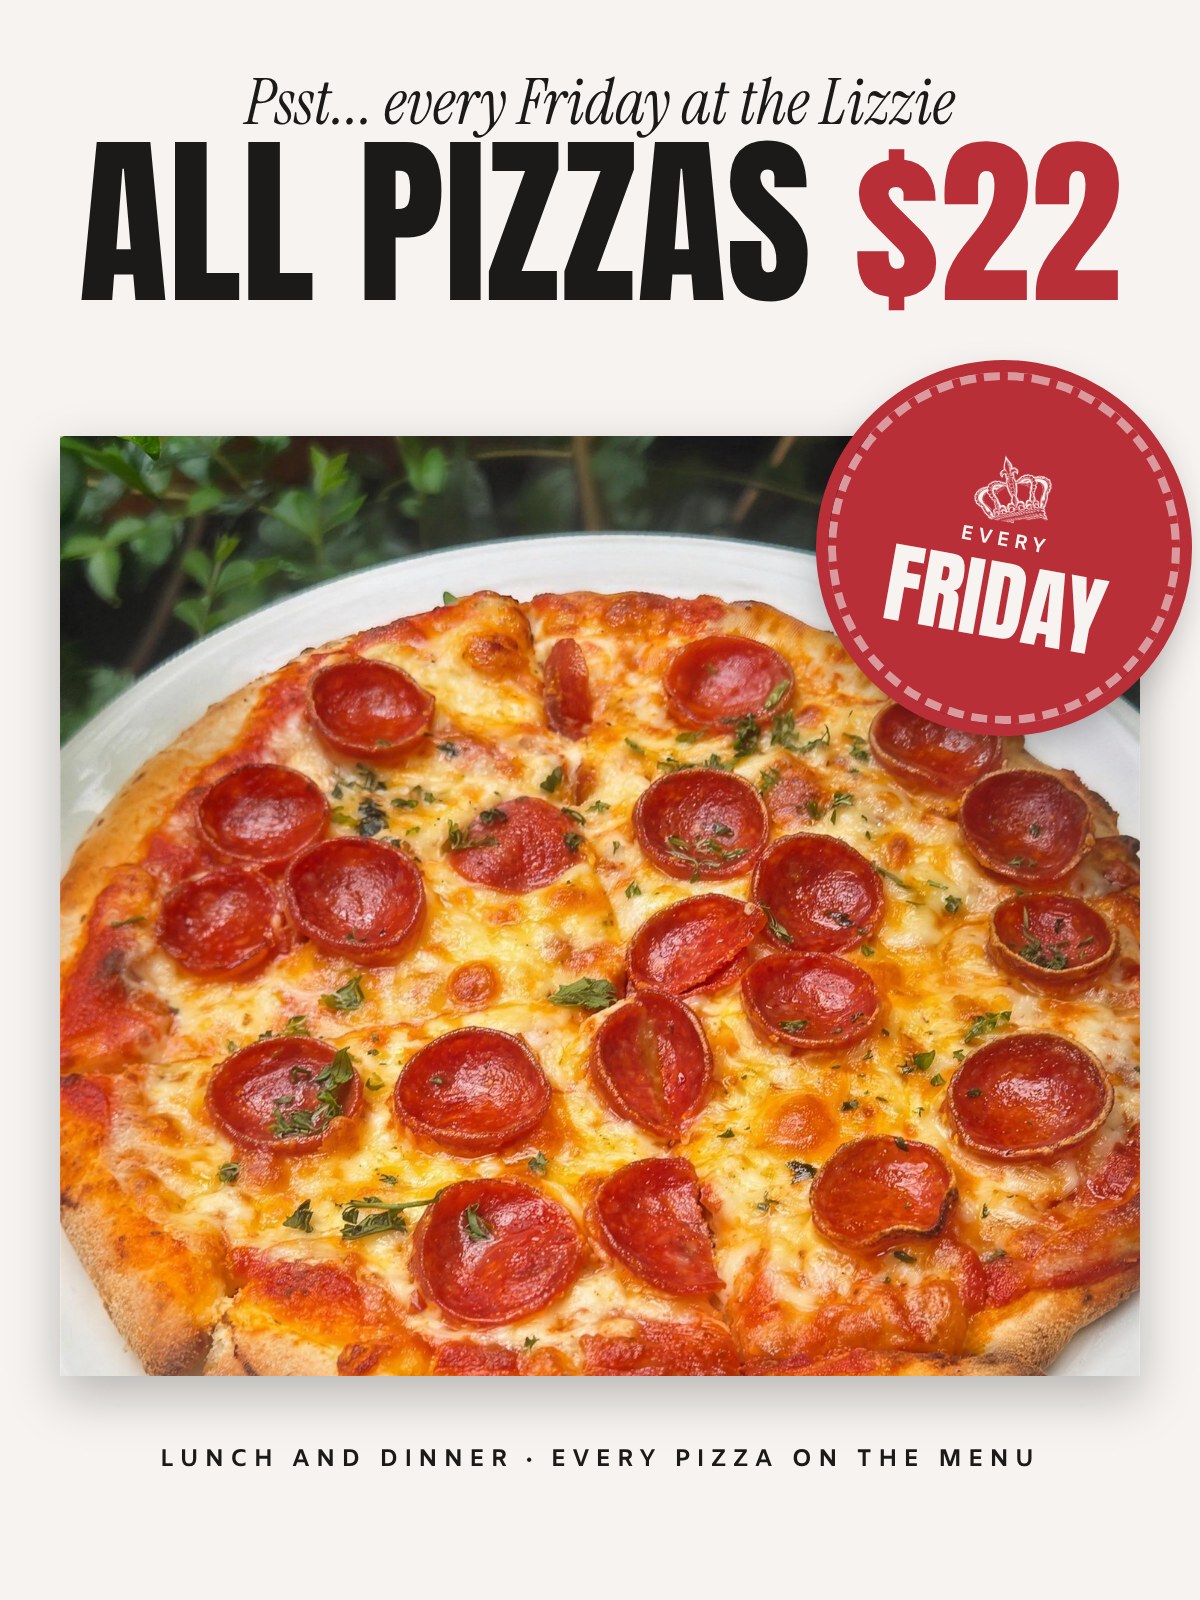 Psst... every Friday at the Lizzie
ALL PIZZAS $22
EVERY
FRIDAY
LUNCH AND DINNER · EVERY PIZZA ON THE MENU